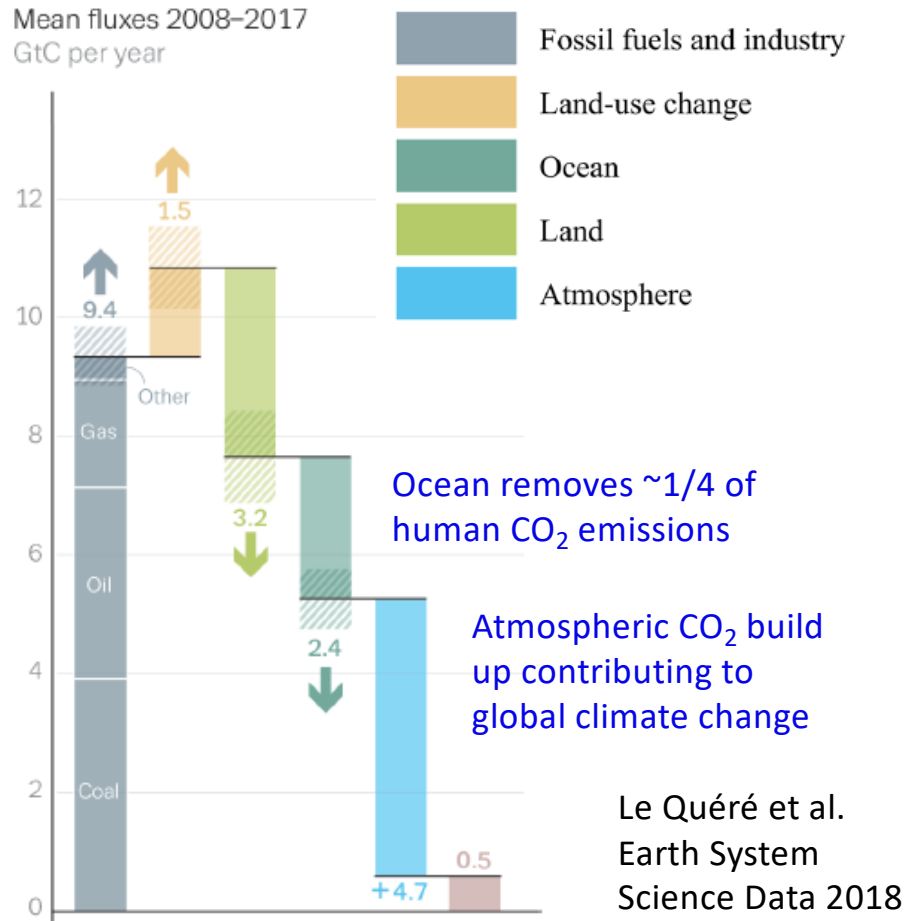 Mean fluxes 2008–2017
GtC per year
Fossil fuels and industry
Land-use change
Ocean
Land
Atmosphere
12
10
8
6
4
2
0
1.5
9.4
Other
Gas
Oil
Coal
3.2
2.4
+4.7
0.5
Ocean removes ~1/4 of
human CO₂ emissions
Atmospheric CO₂ build
up contributing to
global climate change
Le Quéré et al.
Earth System
Science Data 2018